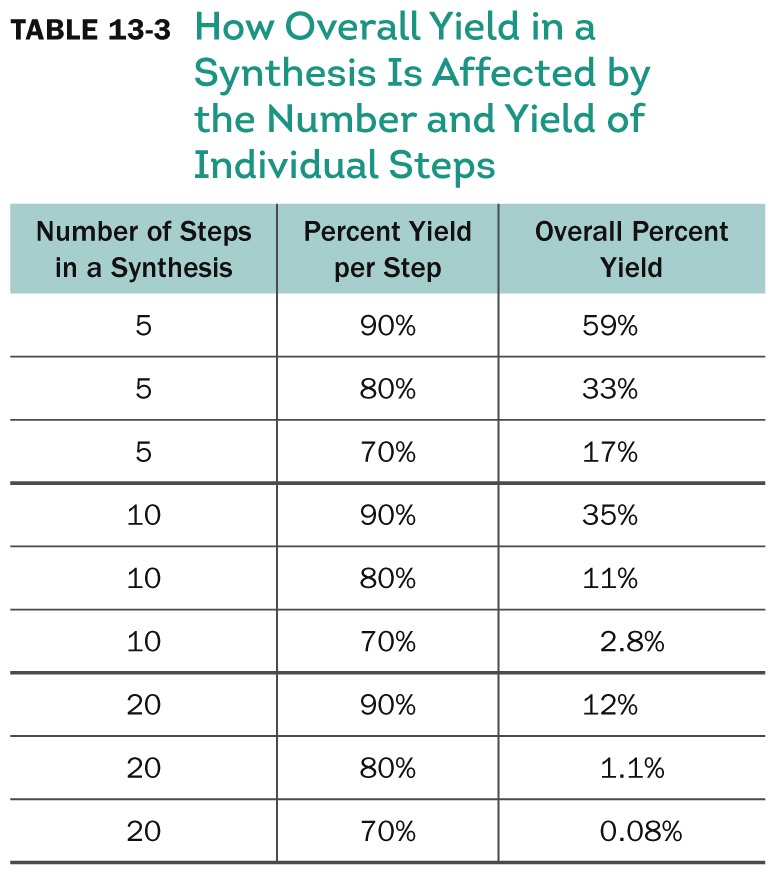 TABLE 13-3 How Overall Yield in a
Synthesis Is Affected by
the Number and Yield of
Individual Steps
Number of Steps in a Synthesis Percent Yield per Step Overall Percent Yield
5 90% 59%
5 80% 33%
5 70% 17%
10 90% 35%
10 80% 11%
10 70% 2.8%
20 90% 12%
20 80% 1.1%
20 70% 0.08%